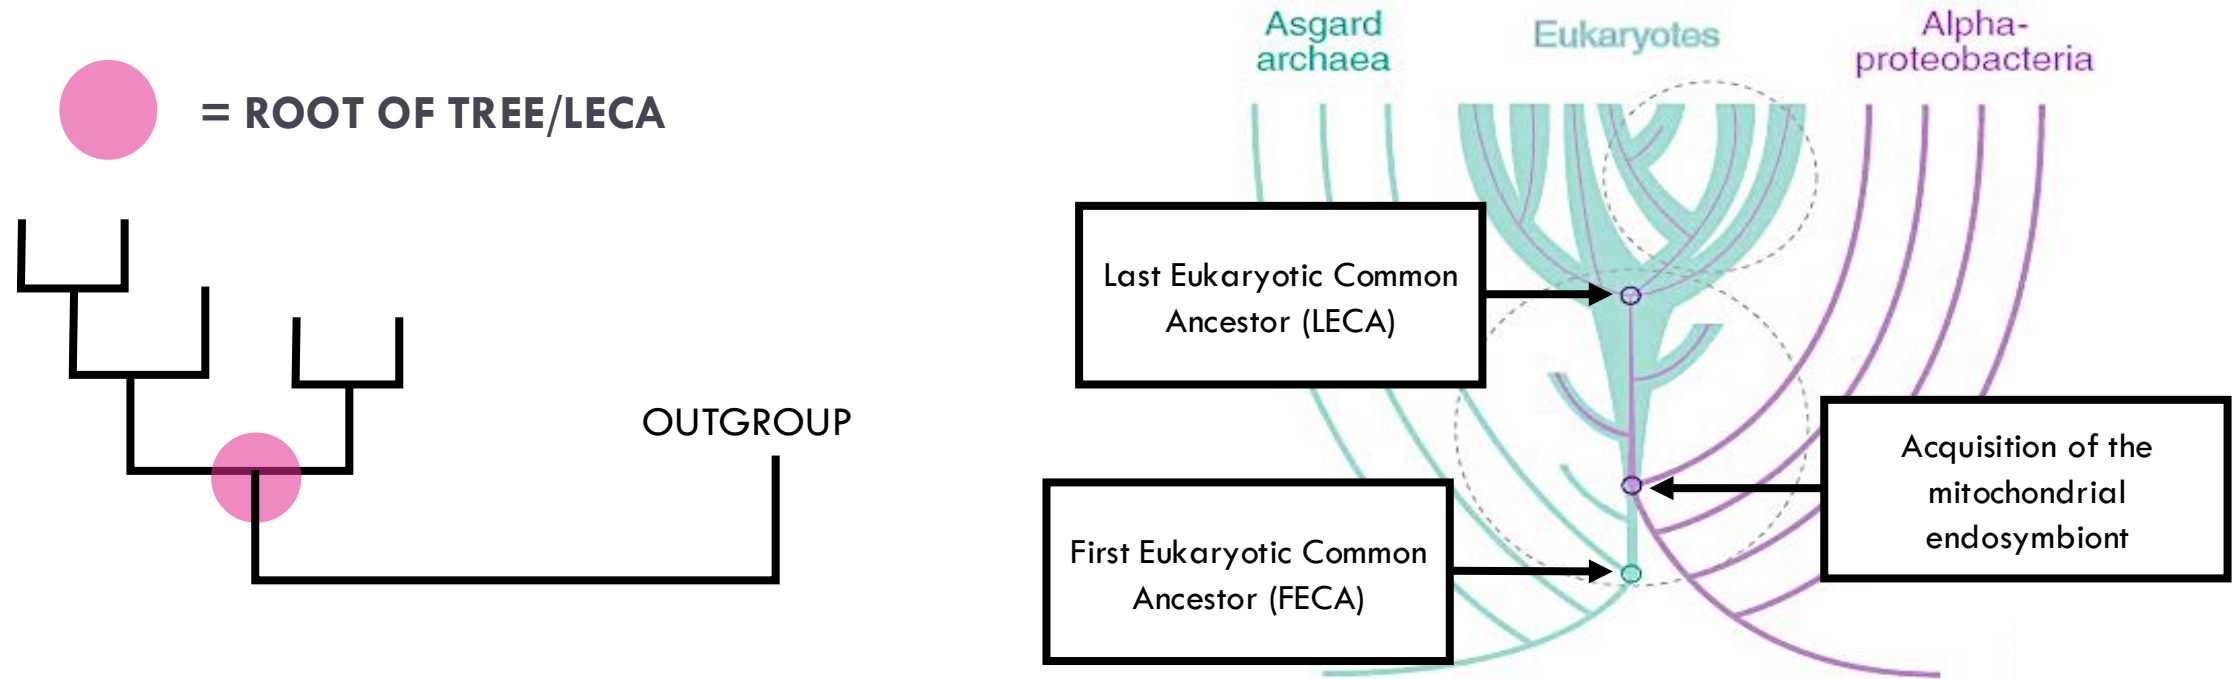 = ROOT OF TREE/LECA
OUTGROUP
Asgard
archaea
Eukaryotes
Alpha-
proteobacteria
Last Eukaryotic Common
Ancestor (LECA)
First Eukaryotic Common
Ancestor (FECA)
Acquisition of the
mitochondrial
endosymbiont